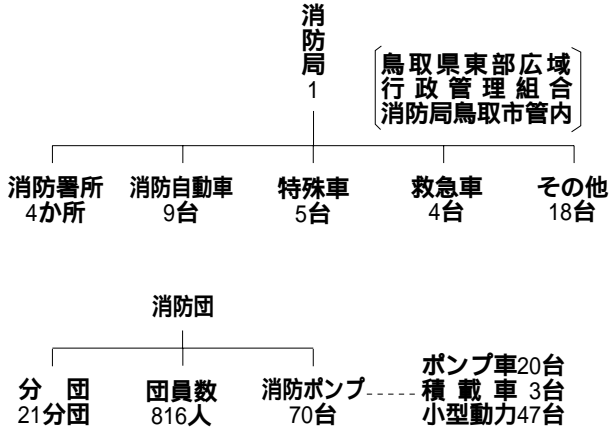 消防局
1
鳥取県東部広域
行政管理組合
消防局鳥取市管内
消防署所
4か所
消防自動車
9台
特殊車
5台
救急車
4台
その他
18台
消防団
分団
21分団
団員数
816人
消防ポンプ
70台
ポンプ車20台
積載車 3台
小型動力47台